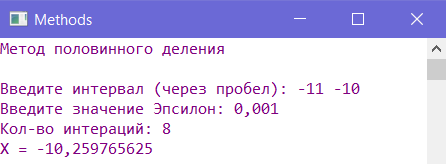 Methods
Метод половинного деления
Введите интервал (через пробел): -11 -10
Введите значение Эпсилон: 0,001
Кол-во интераций: 8
X = -10,259765625